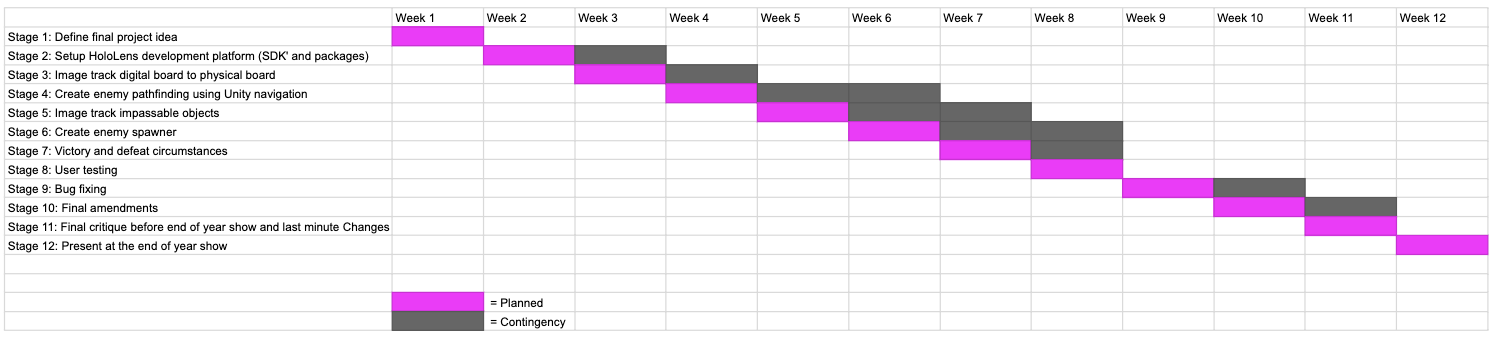 Week 1 Week 2 Week 3 Week 4 Week 5 Week 6 Week 7 Week 8 Week 9 Week 10 Week 11 Week 12
Stage 1: Define final project idea
Stage 2: Setup HoloLens development platform (SDK' and packages)
Stage 3: Image track digital board to physical board
Stage 4: Create enemy pathfinding using Unity navigation
Stage 5: Image track impassable objects
Stage 6: Create enemy spawner
Stage 7: Victory and defeat circumstances
Stage 8: User testing
Stage 9: Bug fixing
Stage 10: Final amendments
Stage 11: Final critique before end of year show and last minute Changes
Stage 12: Present at the end of year show
= Planned
= Contingency